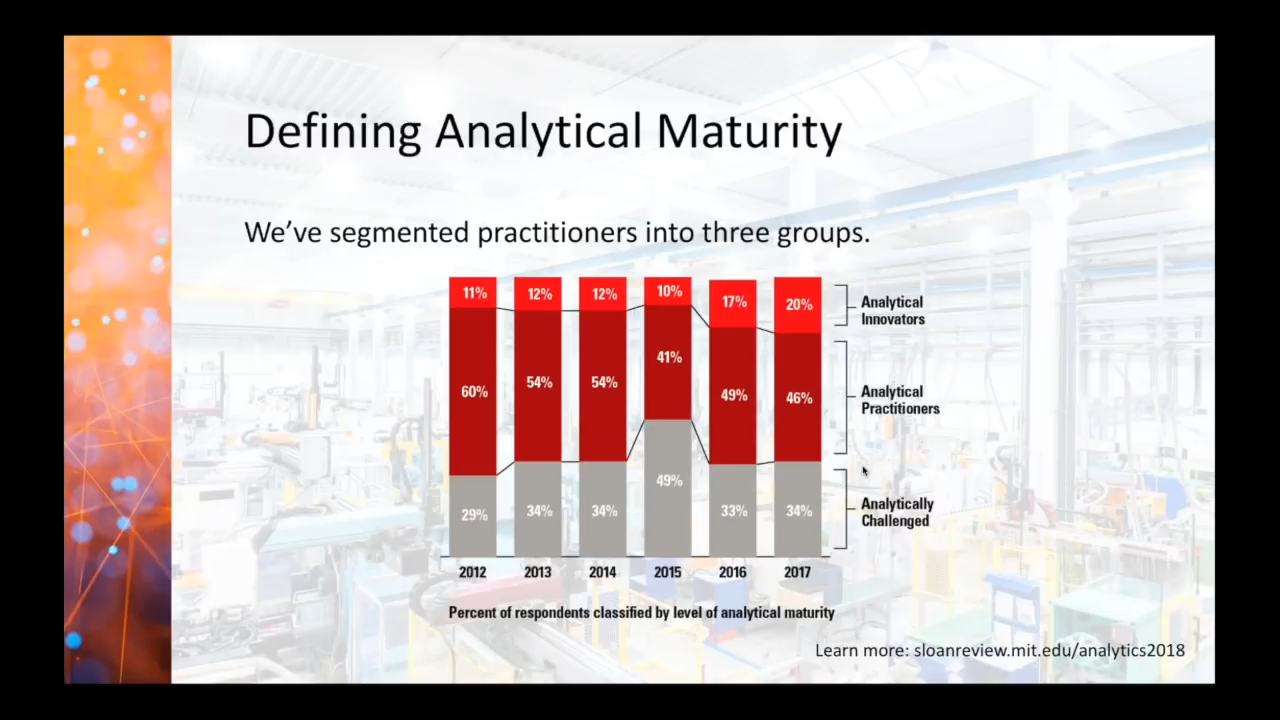 Defining Analytical Maturity
We've segmented practitioners into three groups.
11% 12% 12% 10% 17% 20%
Analytical
Innovators
60% 54% 54% 41% 49% 46%
Analytical
Practitioners
29% 34% 34% 49% 33% 34%
Analytically
Challenged
2012 2013 2014 2015 2016 2017
Percent of respondents classified by level of analytical maturity
Learn more: sloanreview.mit.edu/analytics2018